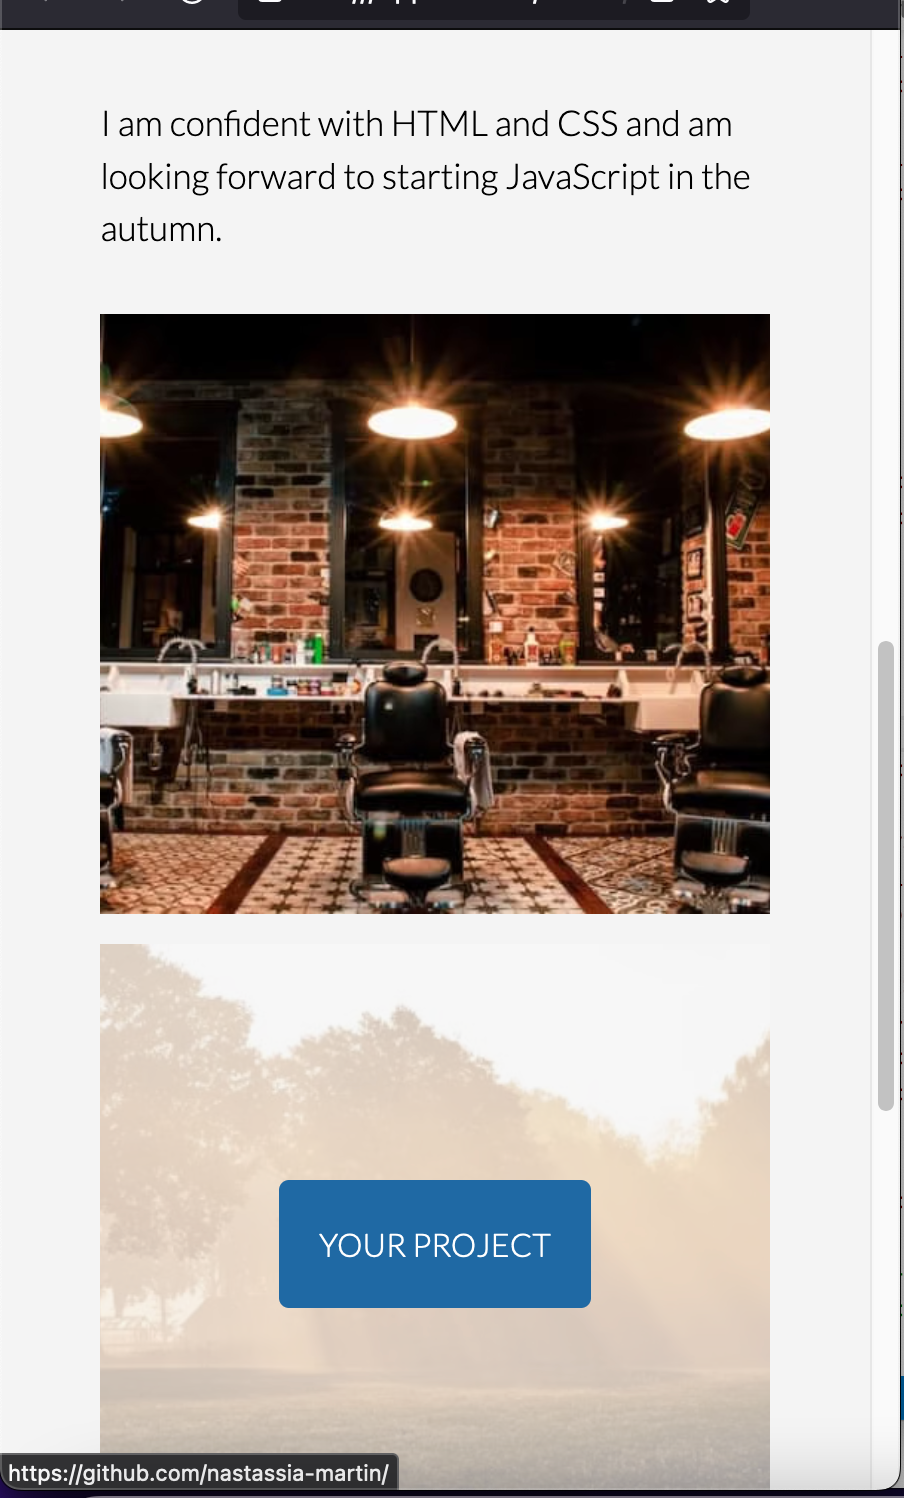 I am confident with HTML and CSS and am
looking forward to starting JavaScript in the
autumn.
YOUR PROJECT
https://github.com/nastassia-martin/